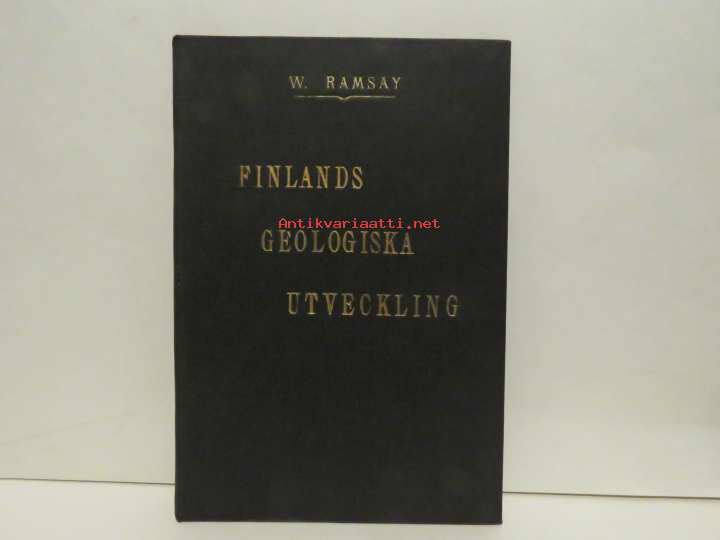 W. RAMSAY
FINLANDS
Antikvariaatti.net
GEOLOGISKA
UTVECKLING